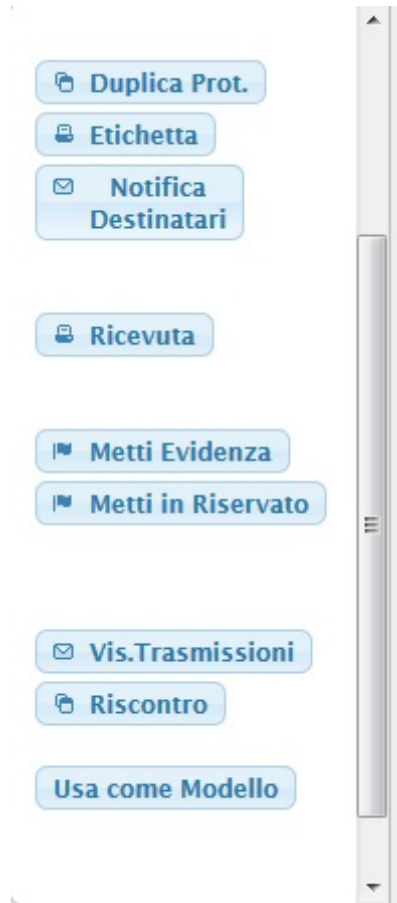 Duplica Prot.
Etichetta
Notifica
Destinatari
Ricevuta
Metti Evidenza
Metti in Riservato
Vis.Trasmissioni
Riscontro
Usa come Modello